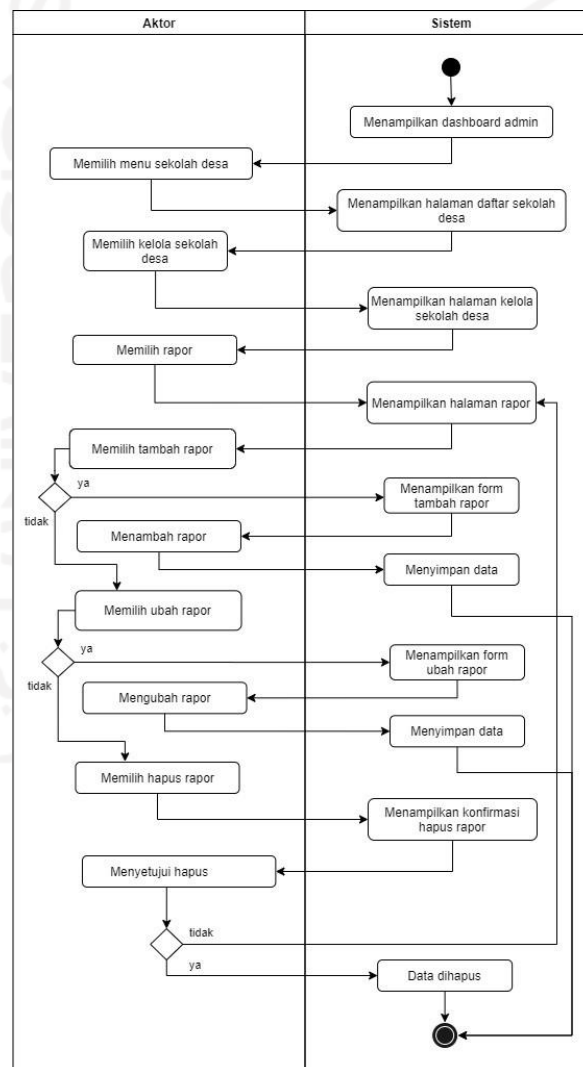 Aktor
Sistem
Menampilkan dashboard admin
Memilih menu sekolah desa
Menampilkan halaman daftar sekolah
desa
Memilih kelola sekolah
desa
Menampilkan halaman kelola
sekolah desa
Memilih rapor
Menampilkan halaman rapor
Memilih tambah rapor
ya
Menampilkan form
tambah rapor
tidak
Menambah rapor
Menyimpan data
Memilih ubah rapor
ya
Menampilkan form
ubah rapor
tidak
Mengubah rapor
Menyimpan data
Memilih hapus rapor
Menampilkan konfirmasi
hapus rapor
Menyetujui hapus
tidak
ya
Data dihapus